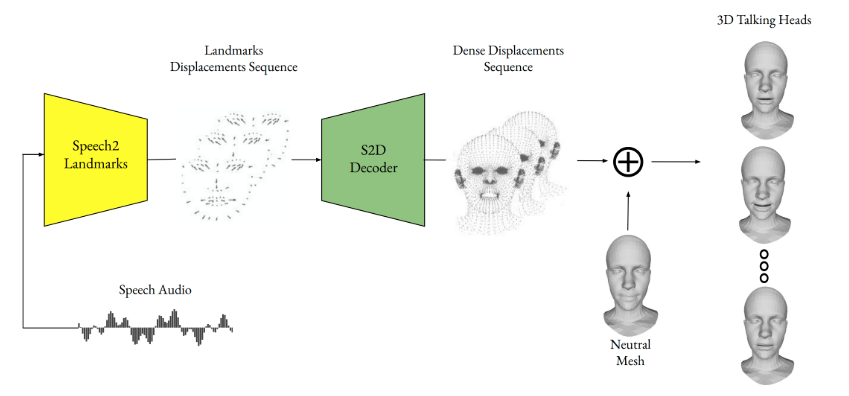 3D Talking Heads
Landmarks
Displacements Sequence
Dense Displacements
Sequence
Speech2
Landmarks
S2D
Decoder
Speech Audio
Neutral
Mesh